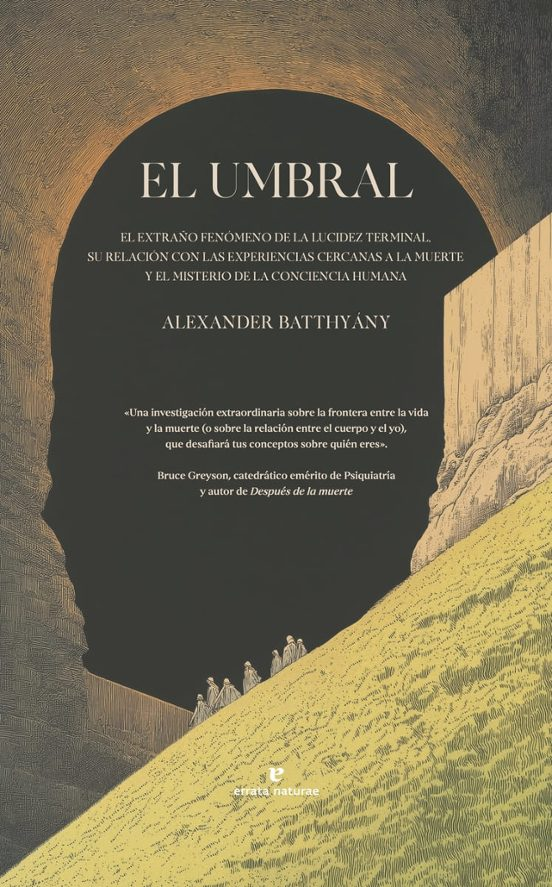 EL UMBRAL
EL EXTRAÑO FENÓMENO DE LA LUCIDEZ TERMINAL,
SU RELACIÓN CON LAS EXPERIENCIAS CERCANAS A LA MUERTE
Y EL MISTERIO DE LA CONCIENCIA HUMANA
ALEXANDER BATTHYÁNY
«Una investigación extraordinaria sobre la frontera entre la vida
y la muerte (o sobre la relación entre el cuerpo y el yo),
que desafiará tus conceptos sobre quién eres».
Bruce Greyson, catedrático emérito de Psiquiatría
y autor de Después de la muerte
e
errata naturae